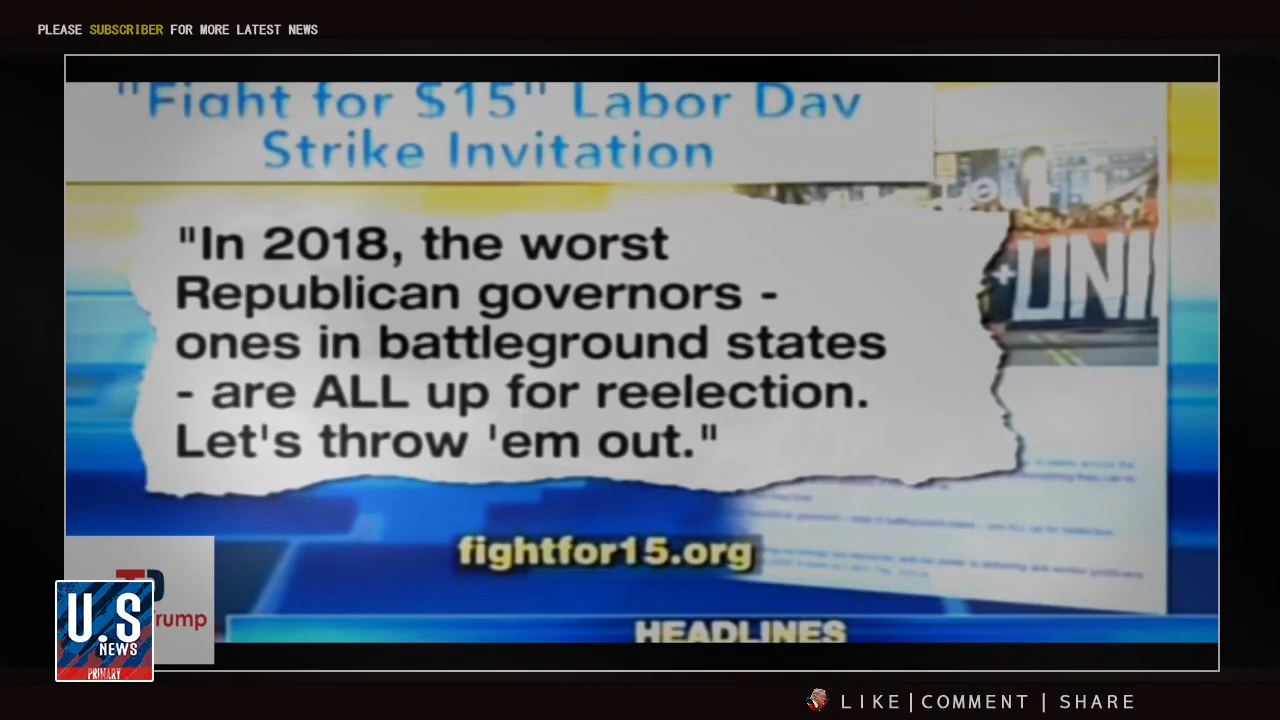 PLEASE SUBSCRIBER FOR MORE LATEST NEWS
"Fight for $15" Labor Day
Strike Invitation
"In 2018, the worst
Republican governors -
ones in battleground states
- are ALL up for reelection.
Let's throw 'em out."
UNI
fightfor15.org
Trump
HEADLINES
U.S
NEWS
PRIMARY
LIKE|COMMENT | SHARE